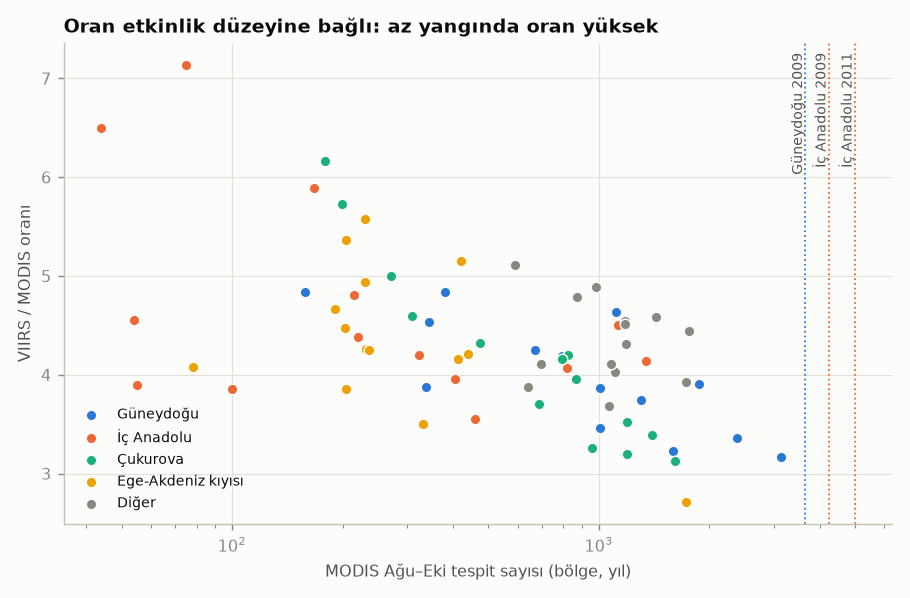 Oran etkinlik düzeyine bağlı: az yangında oran yüksek
7
6
5
4
3
VIIRS / MODIS oranı
Güneydoğu 2009
İç Anadolu 2009
İç Anadolu 2011
Güneydoğu
İç Anadolu
Çukurova
Ege-Akdeniz kıyısı
Diğer
10²
10³
MODIS Ağu–Eki tespit sayısı (bölge, yıl)